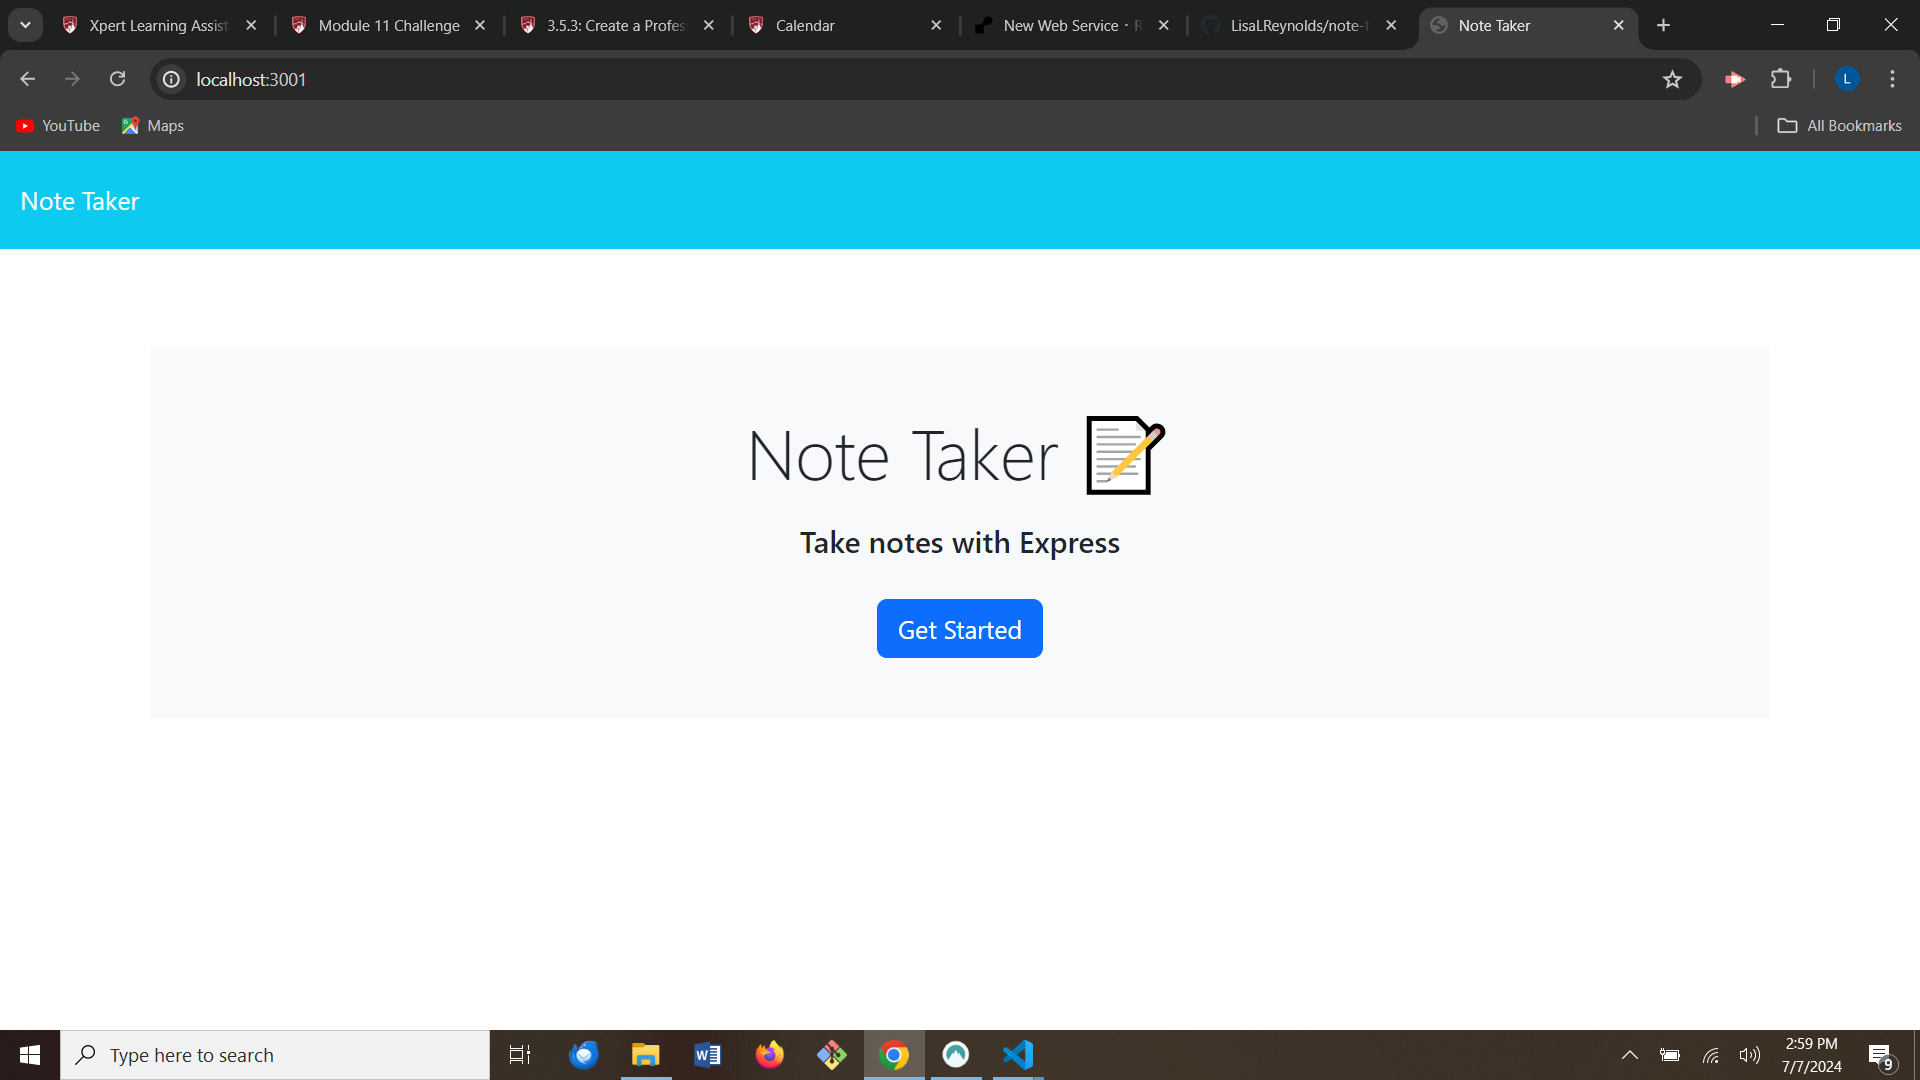 Xpert Learning Assist
Module 11 Challenge
3.5.3: Create a Profes
Calendar
New Web Service · R
LisaLReynolds/note-t
Note Taker
localhost:3001
L
YouTube
Maps
All Bookmarks
Note Taker
Note Taker
Take notes with Express
Get Started
Type here to search
2:59 PM
7/7/2024
9